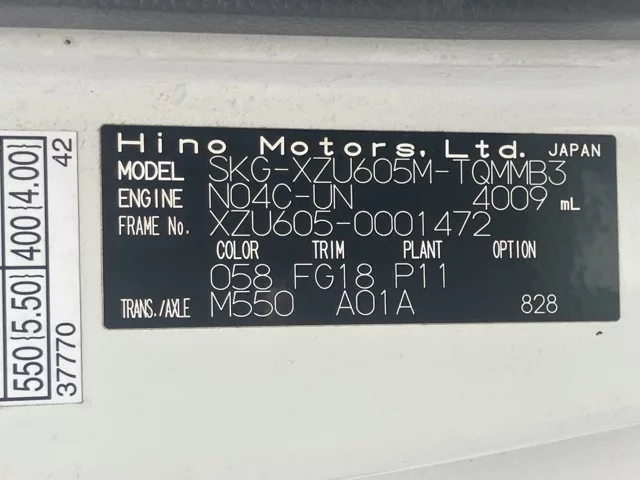 Hino Motors, Ltd. JAPAN
MODEL SKG-XZU605M-TQMMB3
ENGINE N04C-UN 4009 mL
FRAME No. XZU605-0001472
COLOR TRIM PLANT OPTION
058 FG18 P11
TRANS./AXLE M550 A01A 828
550{5.50} 400{4.00}
37770 42